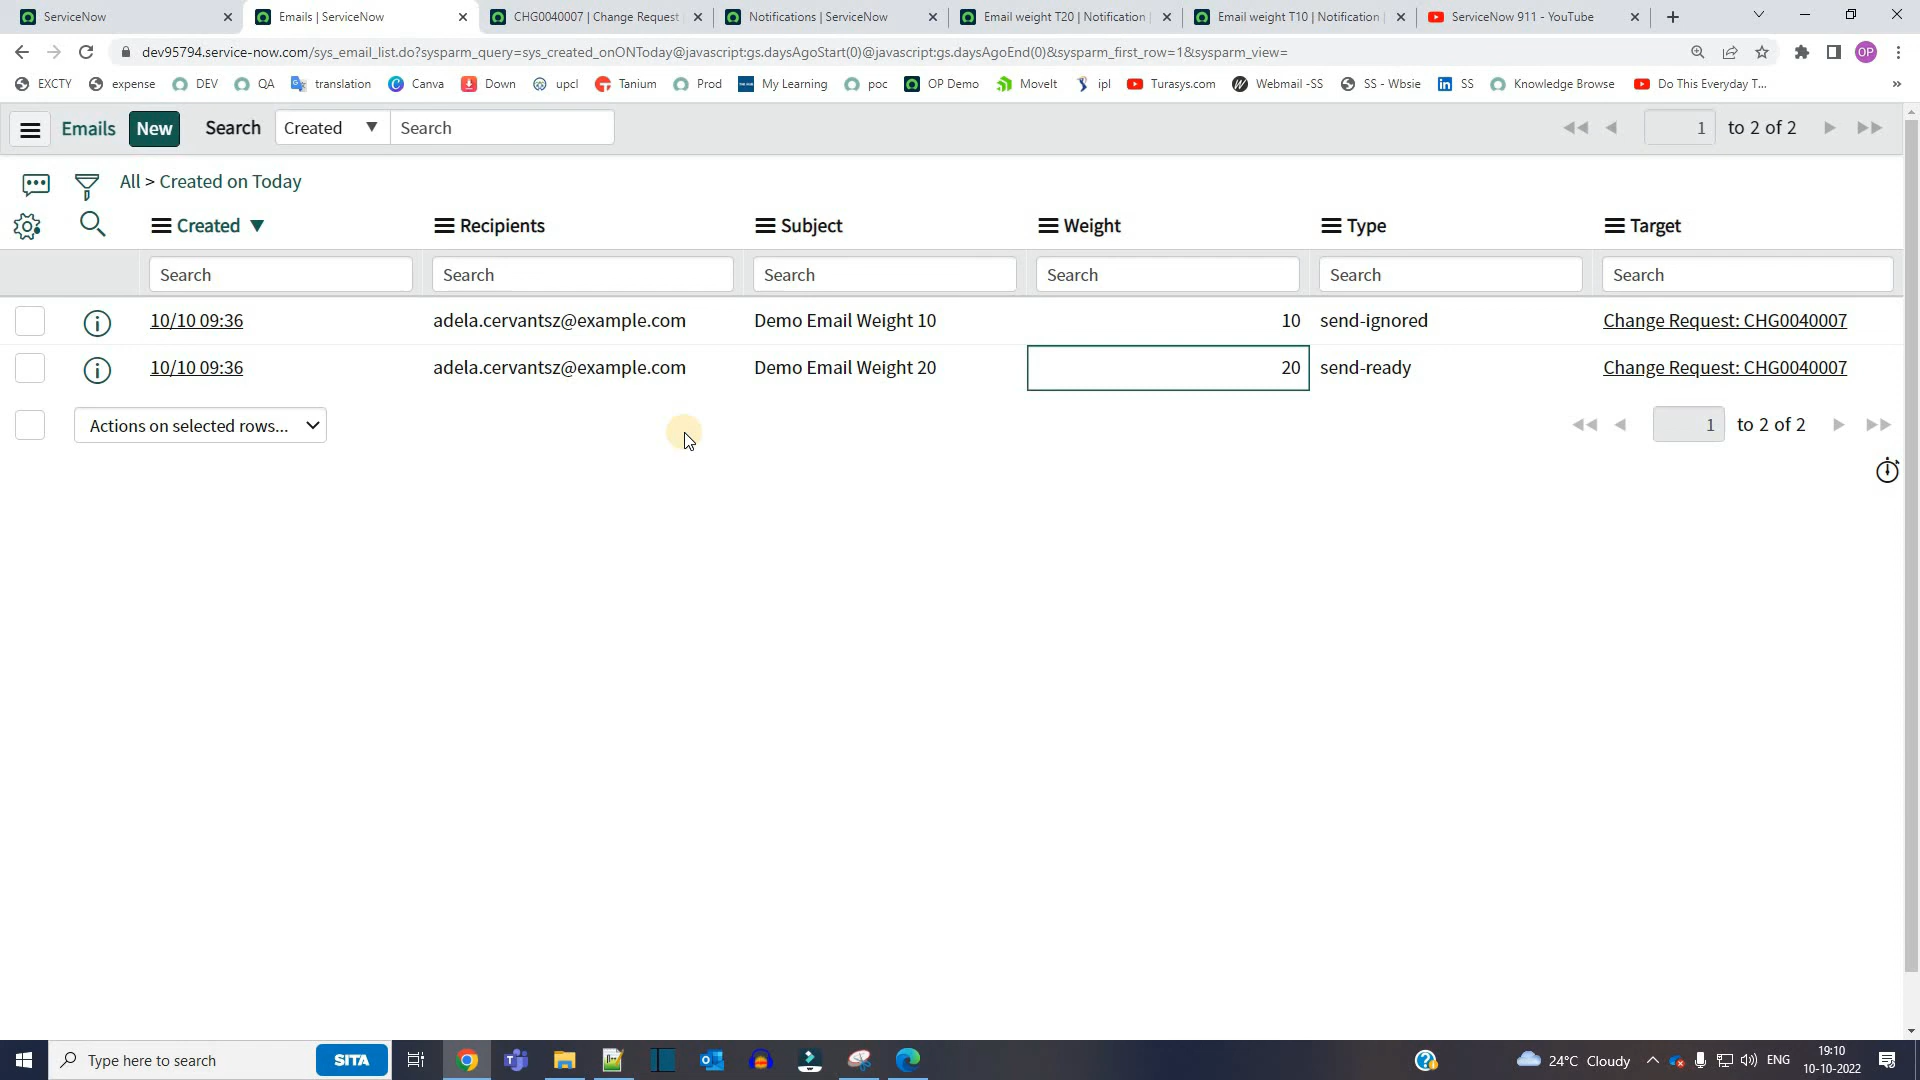 ServiceNow
Emails | ServiceNow
CHG0040007 | Change Request
Notifications | ServiceNow
Email weight T20 | Notification
Email weight T10 | Notification
ServiceNow 911 - YouTube
dev95794.service-now.com/sys_email_list.do?sysparm_query=sys_created_onONToday@javascript:gs.daysAgoStart(0)@javascript:gs.daysAgoEnd(0)&sysparm_first_row=1&sysparm_view=
OP
EXCTY expense DEV QA translation Canva Down upcl Tanium Prod My Learning poc OP Demo MoveIt ipl Turasys.com Webmail -SS SS - Wbsie SS Knowledge Browse Do This Everyday T... »
Emails New Search Created Search 1 to 2 of 2
All > Created on Today
Created Recipients Subject Weight Type Target
Search Search Search Search Search Search
10/10 09:36 adela.cervantsz@example.com Demo Email Weight 10 10 send-ignored Change Request: CHG0040007
10/10 09:36 adela.cervantsz@example.com Demo Email Weight 20 20 send-ready Change Request: CHG0040007
Actions on selected rows... 1 to 2 of 2
Type here to search SITA 24°C Cloudy ENG 19:10
10-10-2022